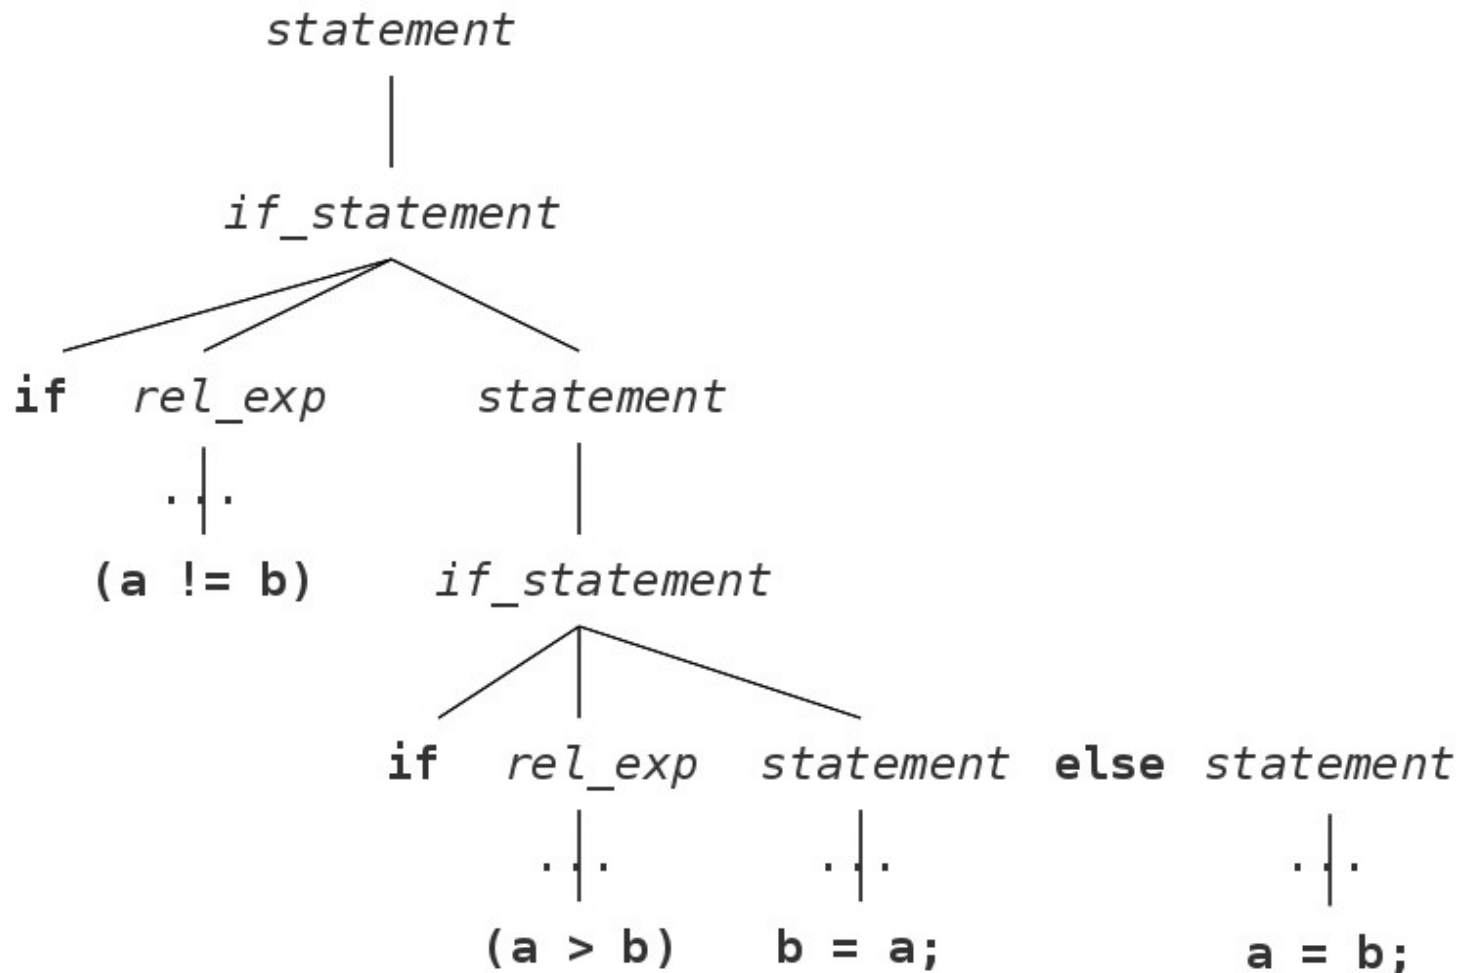 statement
if_statement
if rel_exp statement
...
(a != b) if_statement
if rel_exp statement else statement
... ... ...
(a > b) b = a; a = b;